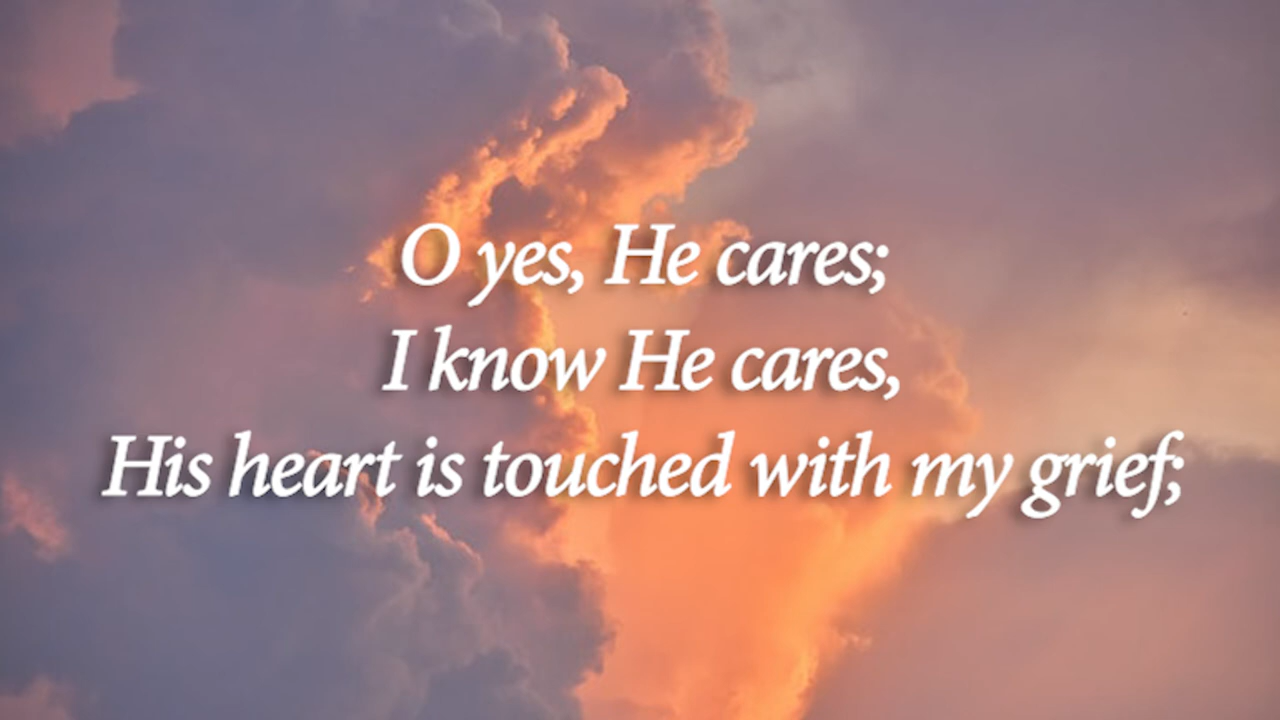 O yes, He cares;
I know He cares,
His heart is touched with my grief;